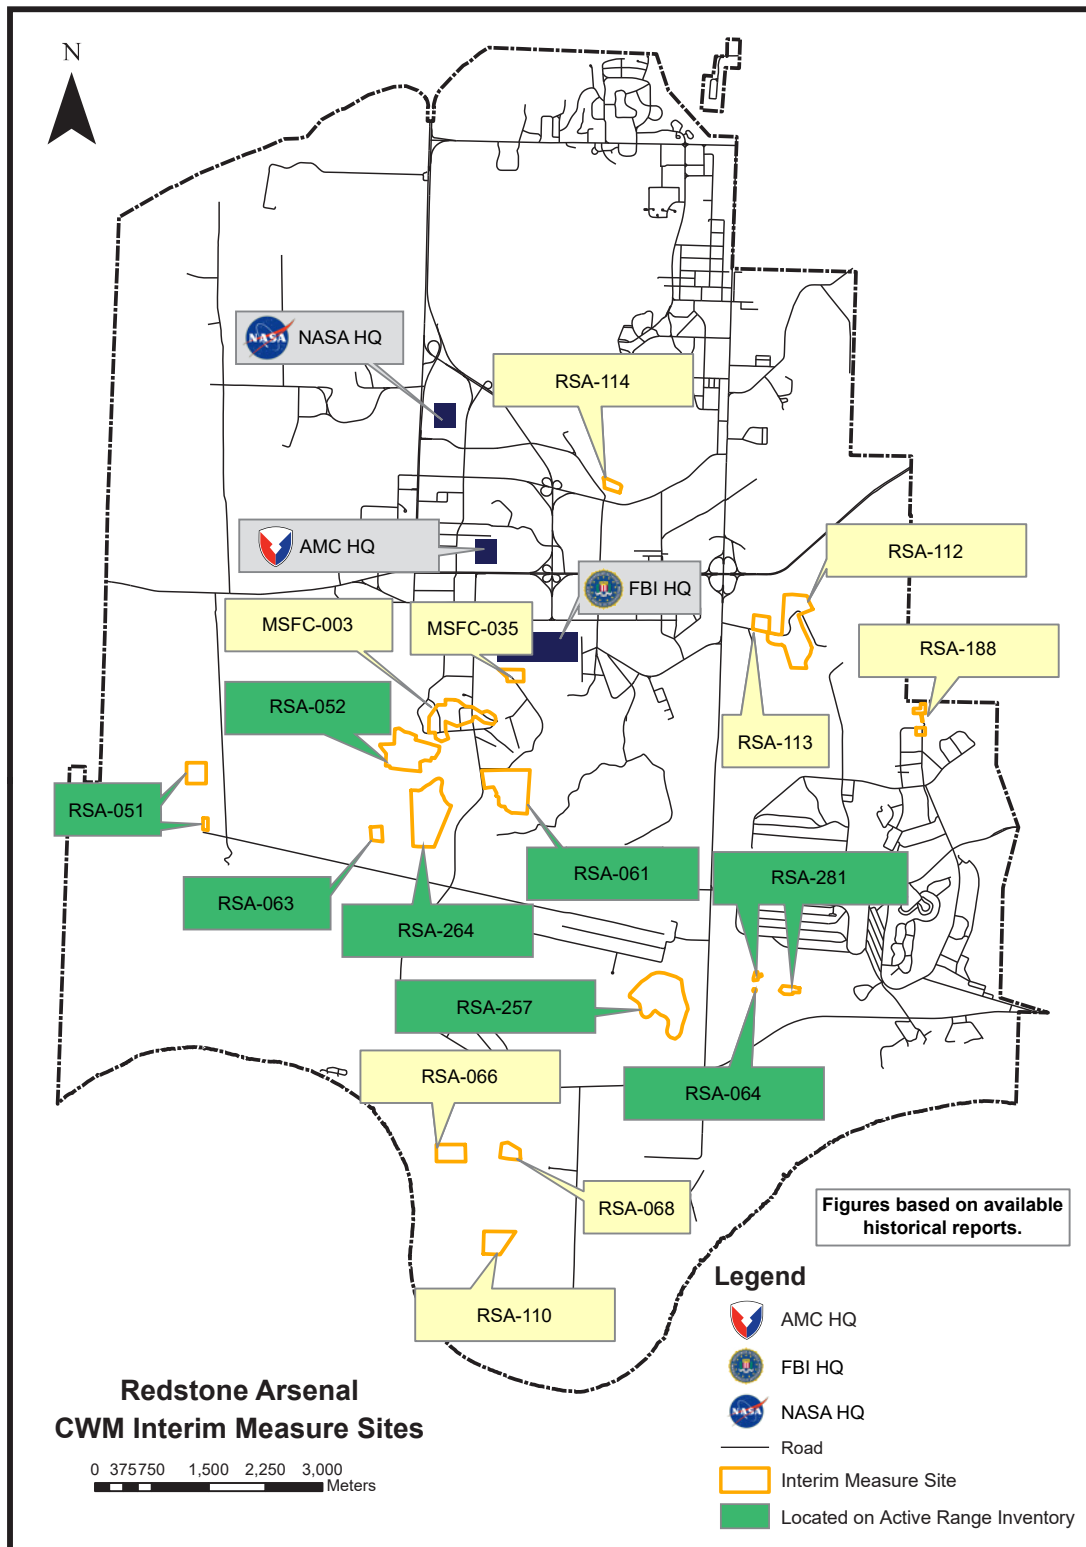 N
NASA
NASA HQ
RSA-114
AMC HQ
RSA-112
FBI HQ
MSFC-003
MSFC-035
RSA-188
RSA-052
RSA-113
RSA-051
RSA-061
RSA-281
RSA-063
RSA-264
RSA-257
RSA-066
RSA-064
RSA-068
Figures based on available
historical reports.
RSA-110
Legend
AMC HQ
FBI HQ
NASA
NASA HQ
Road
Interim Measure Site
Located on Active Range Inventory
Redstone Arsenal
CWM Interim Measure Sites
0 375 750 1,500 2,250 3,000
Meters